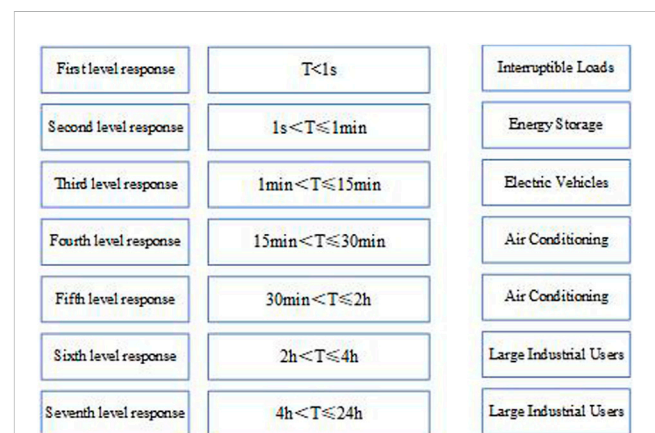 First level response T<1s Interruptible Loads
Second level response 1s<T≤1min Energy Storage
Third level response 1min<T≤15min Electric Vehicles
Fourth level response 15min<T≤30min Air Conditioning
Fifth level response 30min<T≤2h Air Conditioning
Sixth level response 2h<T≤4h Large Industrial Users
Seventh level response 4h<T≤24h Large Industrial Users